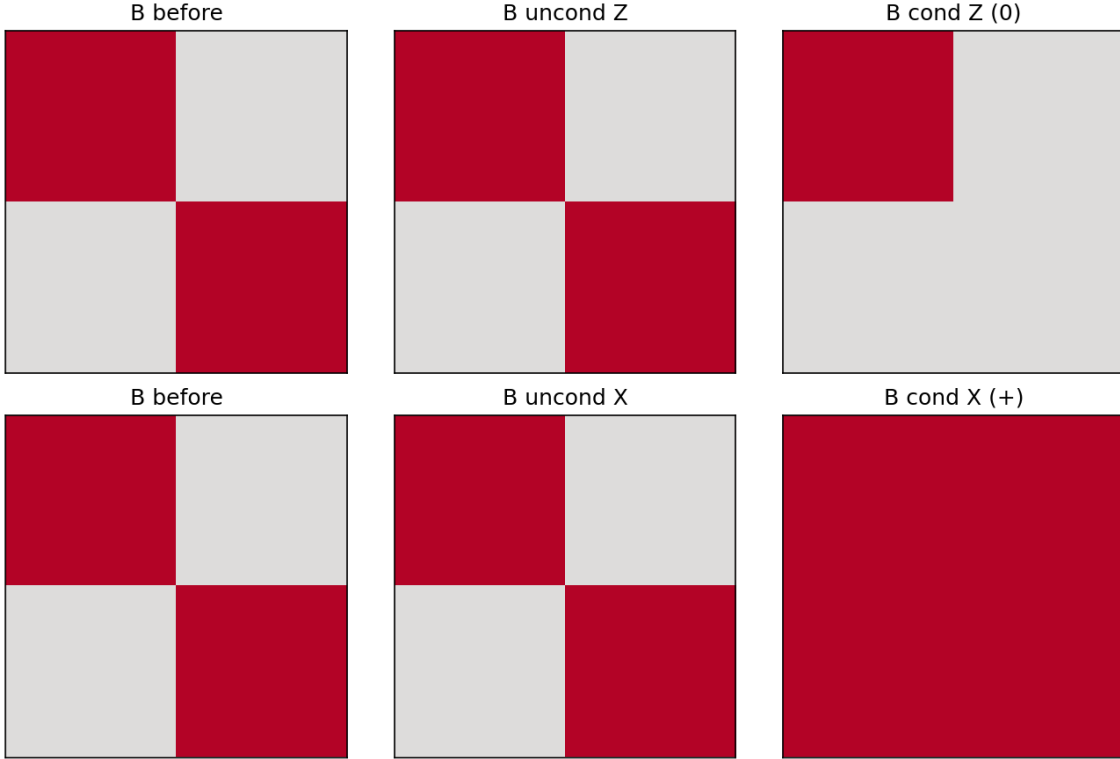 B before
B uncond Z
B cond Z (0)
B before
B uncond X
B cond X (+)